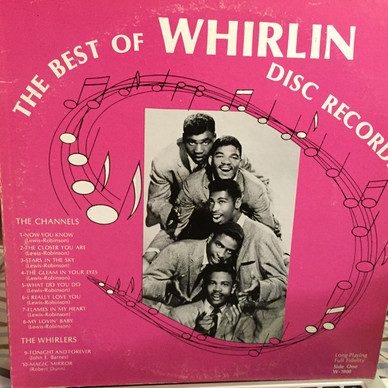 THE BEST OF WHIRLIN
DISC RECORD
THE CHANNELS
1-NOW YOU KNOW
(Lewis-Robinson)
2-THE CLOSER YOU ARE
(Lewis-Robinson)
3-STARS IN THE SKY
(Lewis-Robinson)
4-THE GLEAM IN YOUR EYES
(Lewis-Robinson)
5-WHAT DO YOU DO
(Lewis-Robinson)
6-I REALLY LOVE YOU
(Lewis-Robinson)
7-FLAMES IN MY HEART
(Lewis-Robinson)
8-MY LOVIN' BABY
(Lewis-Robinson)
THE WHIRLERS
9-TONIGHT AND FOREVER
10-MAGIC MIRROR
Long Playing
Full Fidelity
Side One